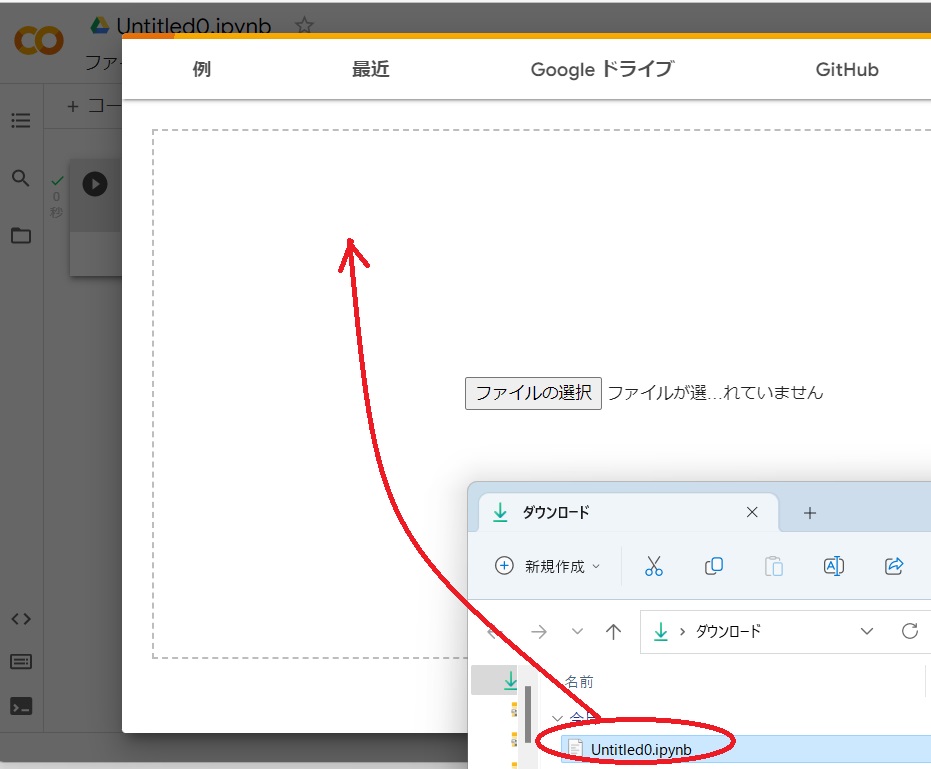 Untitled0.ipynb
ファ
例 最近 Google ドライブ GitHub
+ コー
0
秒
ファイルの選択 ファイルが選...れていません
ダウンロード
新規作成
ダウンロード
名前
Untitled0.ipynb